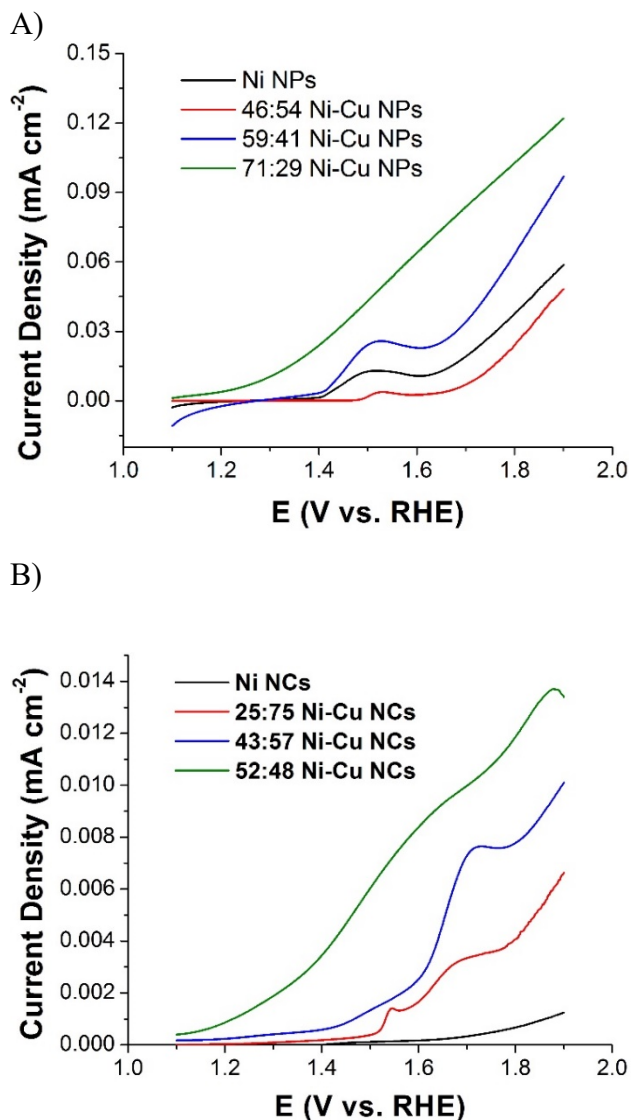 A)
Current Density (mA cm⁻²)
0.15
0.12
0.09
0.06
0.03
0.00
Ni NPs
46:54 Ni-Cu NPs
59:41 Ni-Cu NPs
71:29 Ni-Cu NPs
1.0 1.2 1.4 1.6 1.8 2.0
E (V vs. RHE)
B)
Current Density (mA cm⁻²)
0.014
0.012
0.010
0.008
0.006
0.004
0.002
0.000
Ni NCs
25:75 Ni-Cu NCs
43:57 Ni-Cu NCs
52:48 Ni-Cu NCs
1.0 1.2 1.4 1.6 1.8 2.0
E (V vs. RHE)